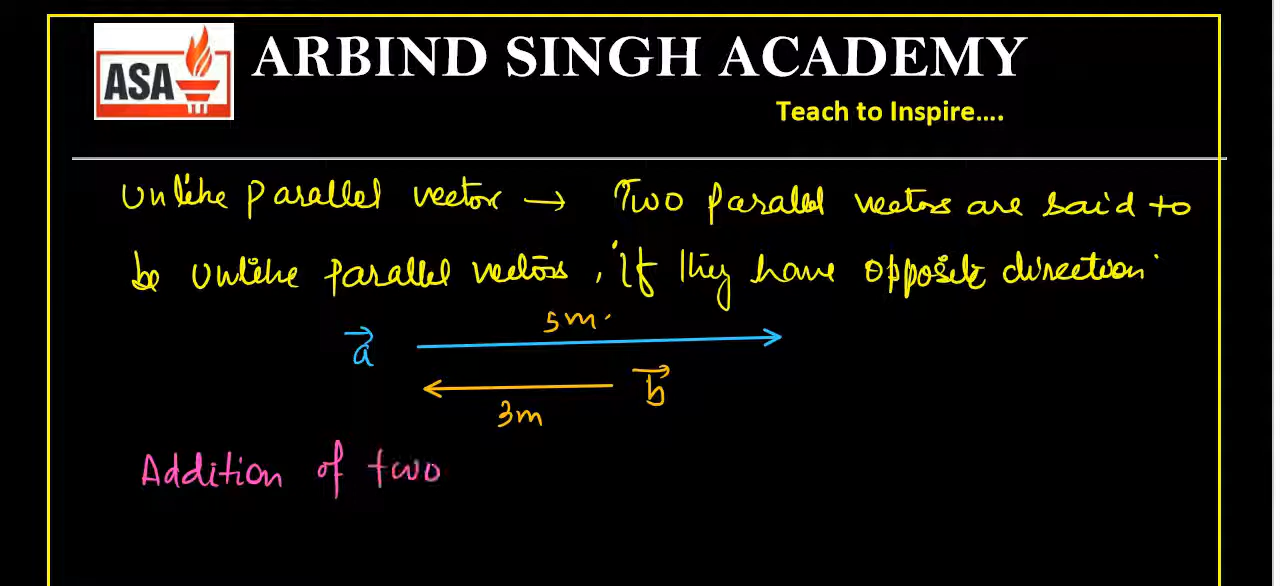 ASA
ARBIND SINGH ACADEMY
Teach to Inspire....
Unlike parallel vector → Two parallel vectors are said to
be unlike parallel vectors, if they have opposite direction.
5m.
a
b
3m
Addition of two